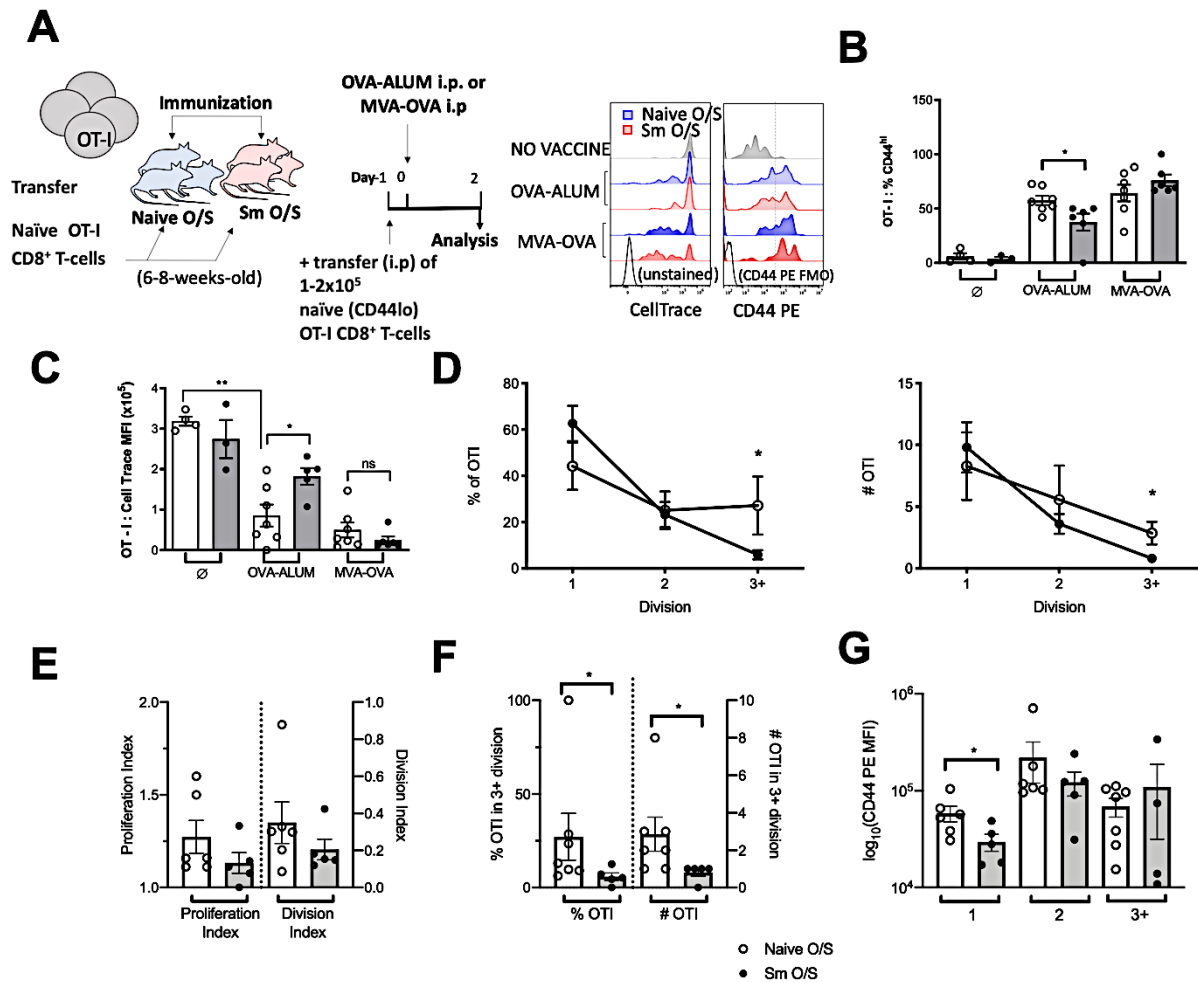 A
OT-I
Immunization
Transfer
Naïve OT-I
CD8⁺ T-cells
Naive O/S
Sm O/S
(6-8-weeks-old)
OVA-ALUM i.p. or
MVA-OVA i.p
Day-1
0
2
Analysis
+ transfer (i.p) of
1-2x10⁵
naïve (CD44lo)
OT-I CD8⁺ T-cells
Naive O/S
Sm O/S
NO VACCINE
OVA-ALUM
MVA-OVA
(unstained)
(CD44 PE FMO)
CellTrace
CD44 PE
B
OT-I : % CD44ʰⁱ
150
100
50
0
*
Ø
OVA-ALUM
MVA-OVA
C
OT-I : Cell Trace MFI (x10⁵)
4
3
2
1
0
**
*
ns
Ø
OVA-ALUM
MVA-OVA
D
% of OTI
80
60
40
20
0
*
1
2
3+
Division
# OTI
15
10
5
0
*
1
2
3+
Division
E
Proliferation Index
2.0
1.5
1.0
Division Index
1.0
0.8
0.6
0.4
0.2
0.0
Proliferation
Index
Division
Index
F
% OTI in 3+ division
100
50
0
*
*
# OTI in 3+ division
10
8
6
4
2
0
% OTI
# OTI
G
log₁₀(CD44 PE MFI)
10⁶
10⁵
10⁴
*
1
2
3+
Naive O/S
Sm O/S